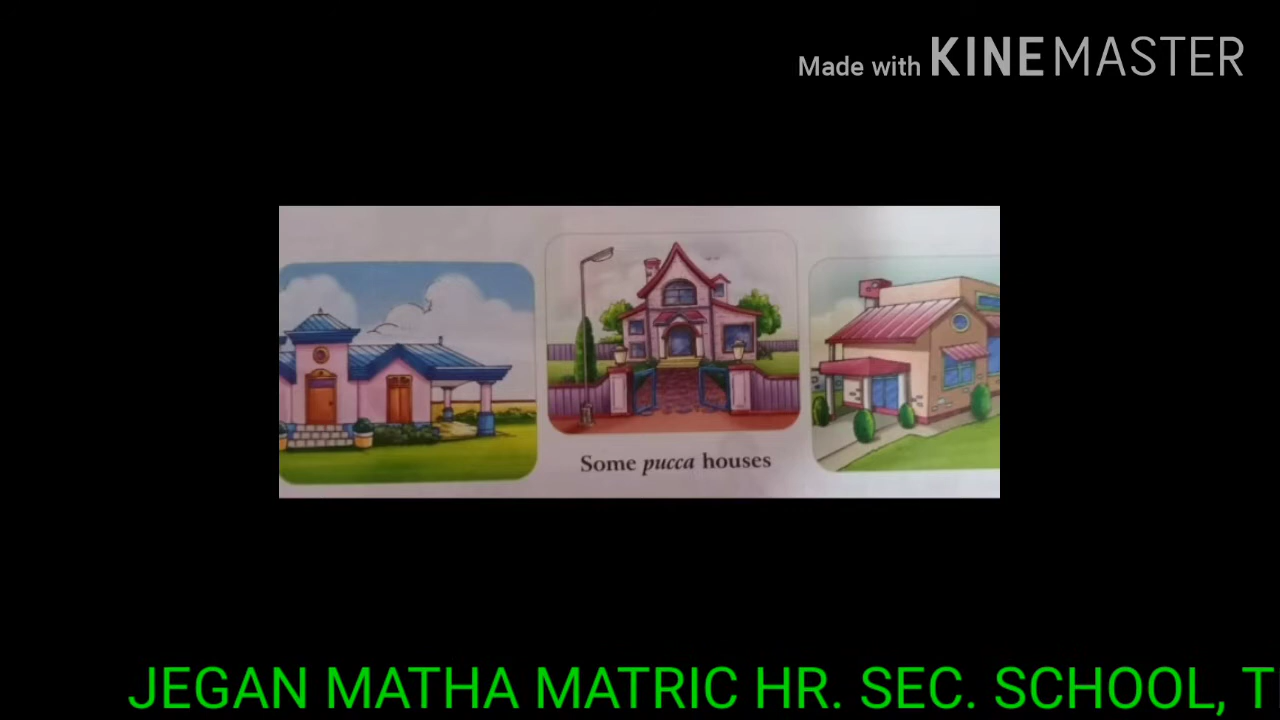 Made with KINEMASTER
Some pucca houses
JEGAN MATHA MATRIC HR. SEC. SCHOOL, T